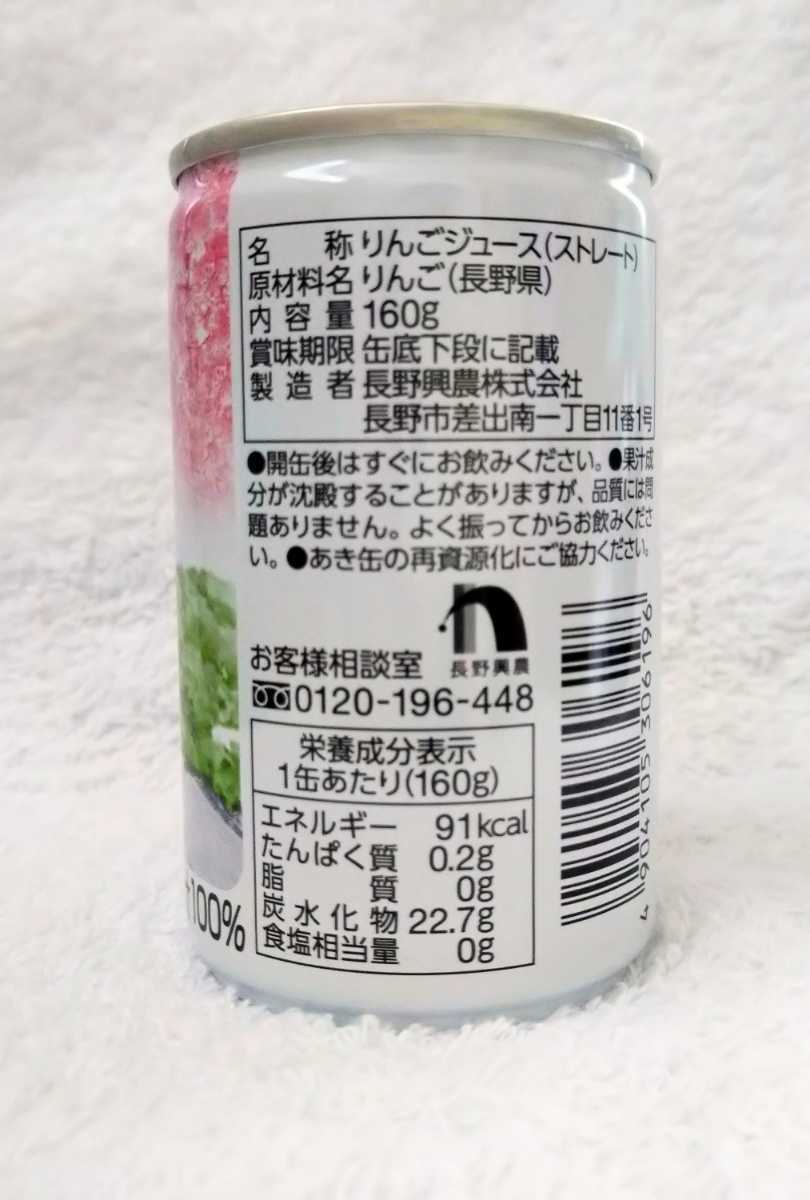 名称 りんごジュース(ストレート)
原材料名 りんご(長野県)
内容量 160g
賞味期限 缶底下段に記載
製造者 長野興農株式会社
長野市差出南一丁目11番1号
●開缶後はすぐにお飲みください。●果汁成
分が沈殿することがありますが、品質には問
題ありません。よく振ってからお飲みくださ
い。●あき缶の再資源化にご協力ください。
長野興農
お客様相談室
0120-196-448
栄養成分表示
1缶あたり(160g)
エネルギー 91kcal
たんぱく質 0.2g
脂質 0g
炭水化物 22.7g
食塩相当量 0g
100%
4904105306196